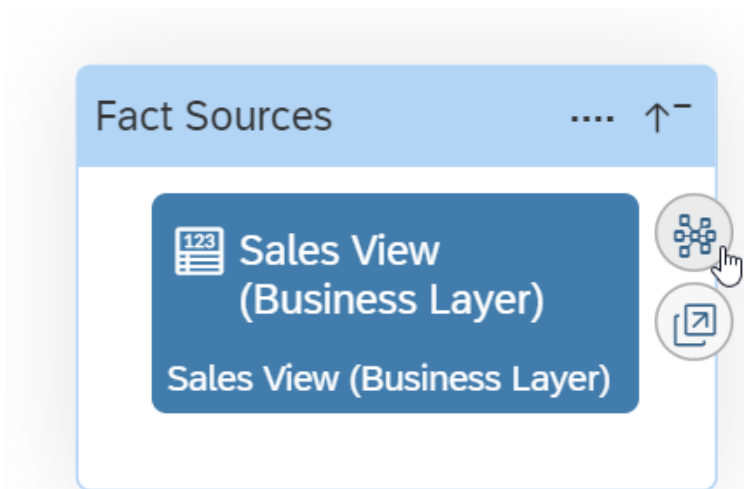 Fact Sources
123
Sales View
(Business Layer)
Sales View (Business Layer)